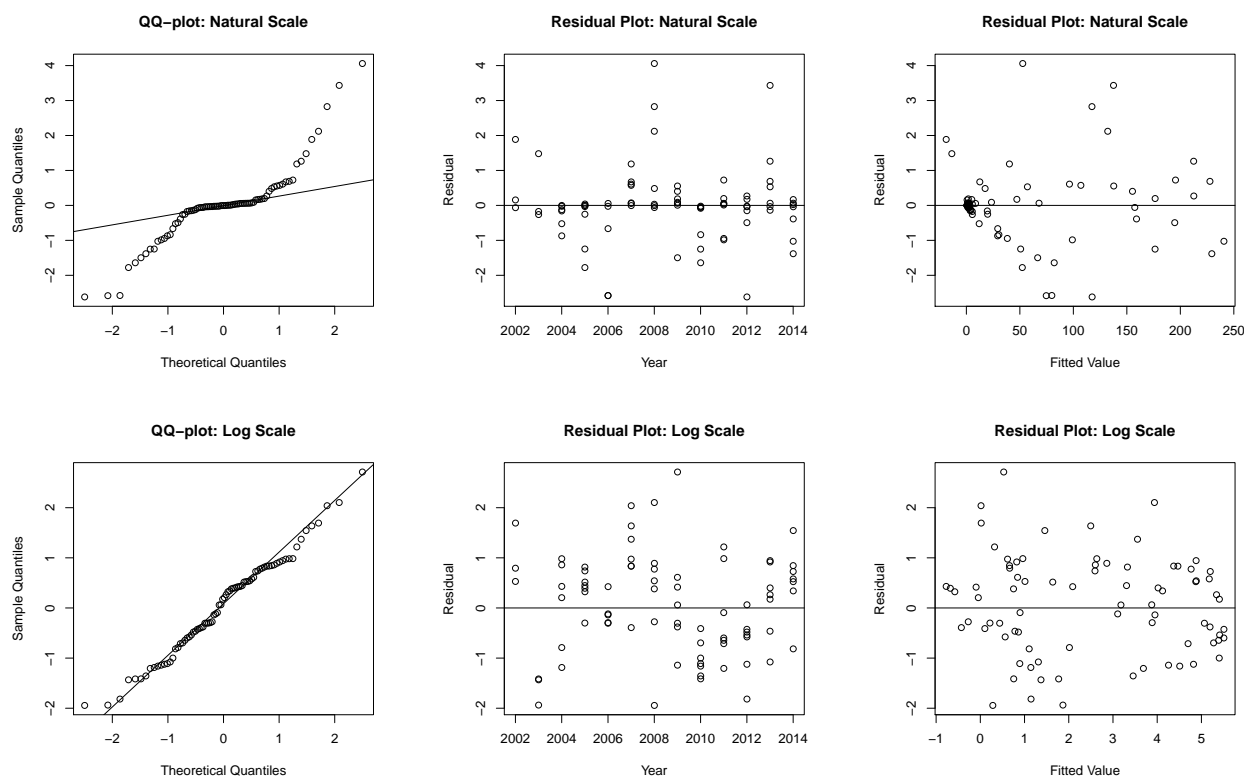 QQ−plot: Natural Scale
Sample Quantiles
4
3
2
1
0
−1
−2
−2 −1 0 1 2
Theoretical Quantiles
Residual Plot: Natural Scale
Residual
4
3
2
1
0
−1
−2
2002 2004 2006 2008 2010 2012 2014
Year
Residual Plot: Natural Scale
Residual
4
3
2
1
0
−1
−2
0 50 100 150 200 250
Fitted Value
QQ−plot: Log Scale
Sample Quantiles
2
1
0
−1
−2
−2 −1 0 1 2
Theoretical Quantiles
Residual Plot: Log Scale
Residual
2
1
0
−1
−2
2002 2004 2006 2008 2010 2012 2014
Year
Residual Plot: Log Scale
Residual
2
1
0
−1
−2
−1 0 1 2 3 4 5
Fitted Value